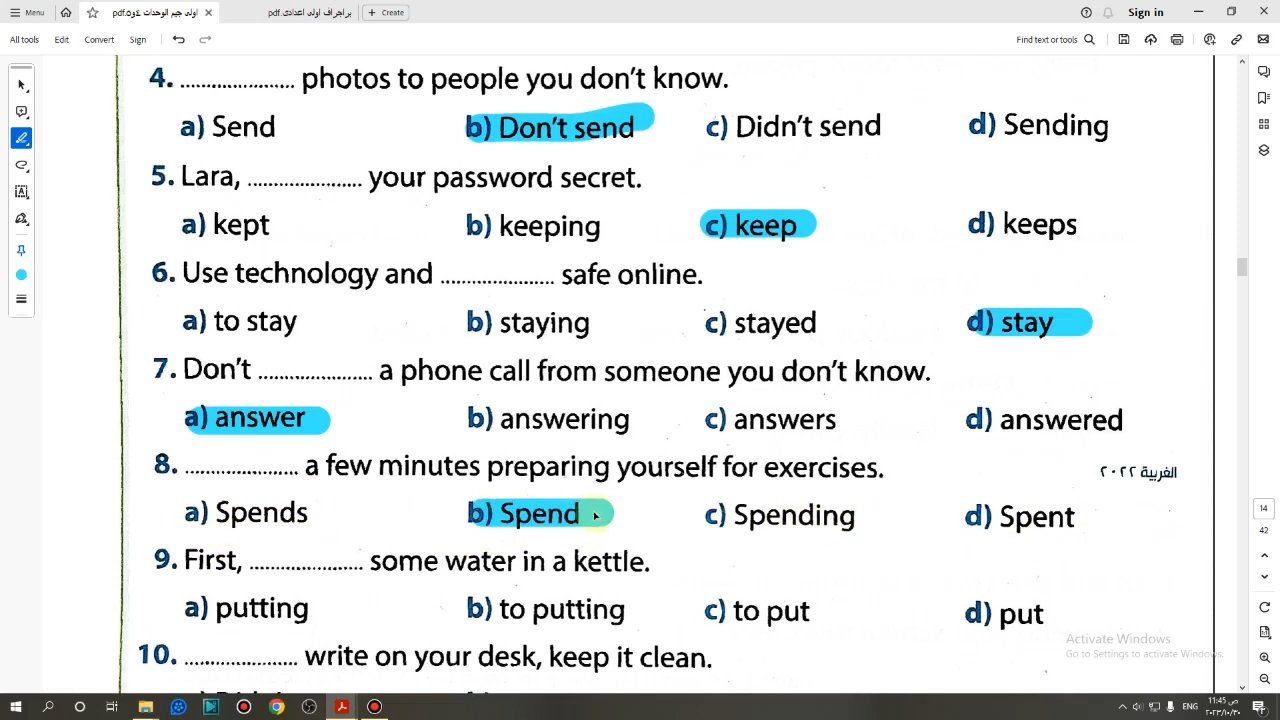 Menu
اولى جيم الوحدات ٤و٥.pdf
براجراف اولى اعدادى.pdf
+ Create
Sign in
All tools Edit Convert Sign
Find text or tools
4. ..................... photos to people you don't know.
a) Send b) Don't send c) Didn't send d) Sending
5. Lara, ..................... your password secret.
a) kept b) keeping c) keep d) keeps
6. Use technology and ..................... safe online.
a) to stay b) staying c) stayed d) stay
7. Don't ..................... a phone call from someone you don't know.
a) answer b) answering c) answers d) answered
8. ..................... a few minutes preparing yourself for exercises. الغربية ٢٠٢٢
a) Spends b) Spend c) Spending d) Spent
9. First, ..................... some water in a kettle.
a) putting b) to putting c) to put d) put
10. ..................... write on your desk, keep it clean.
14
42
Activate Windows
Go to Settings to activate Windows.
ENG
11:45 ص
٢٠٢٣/١٠/٣٠